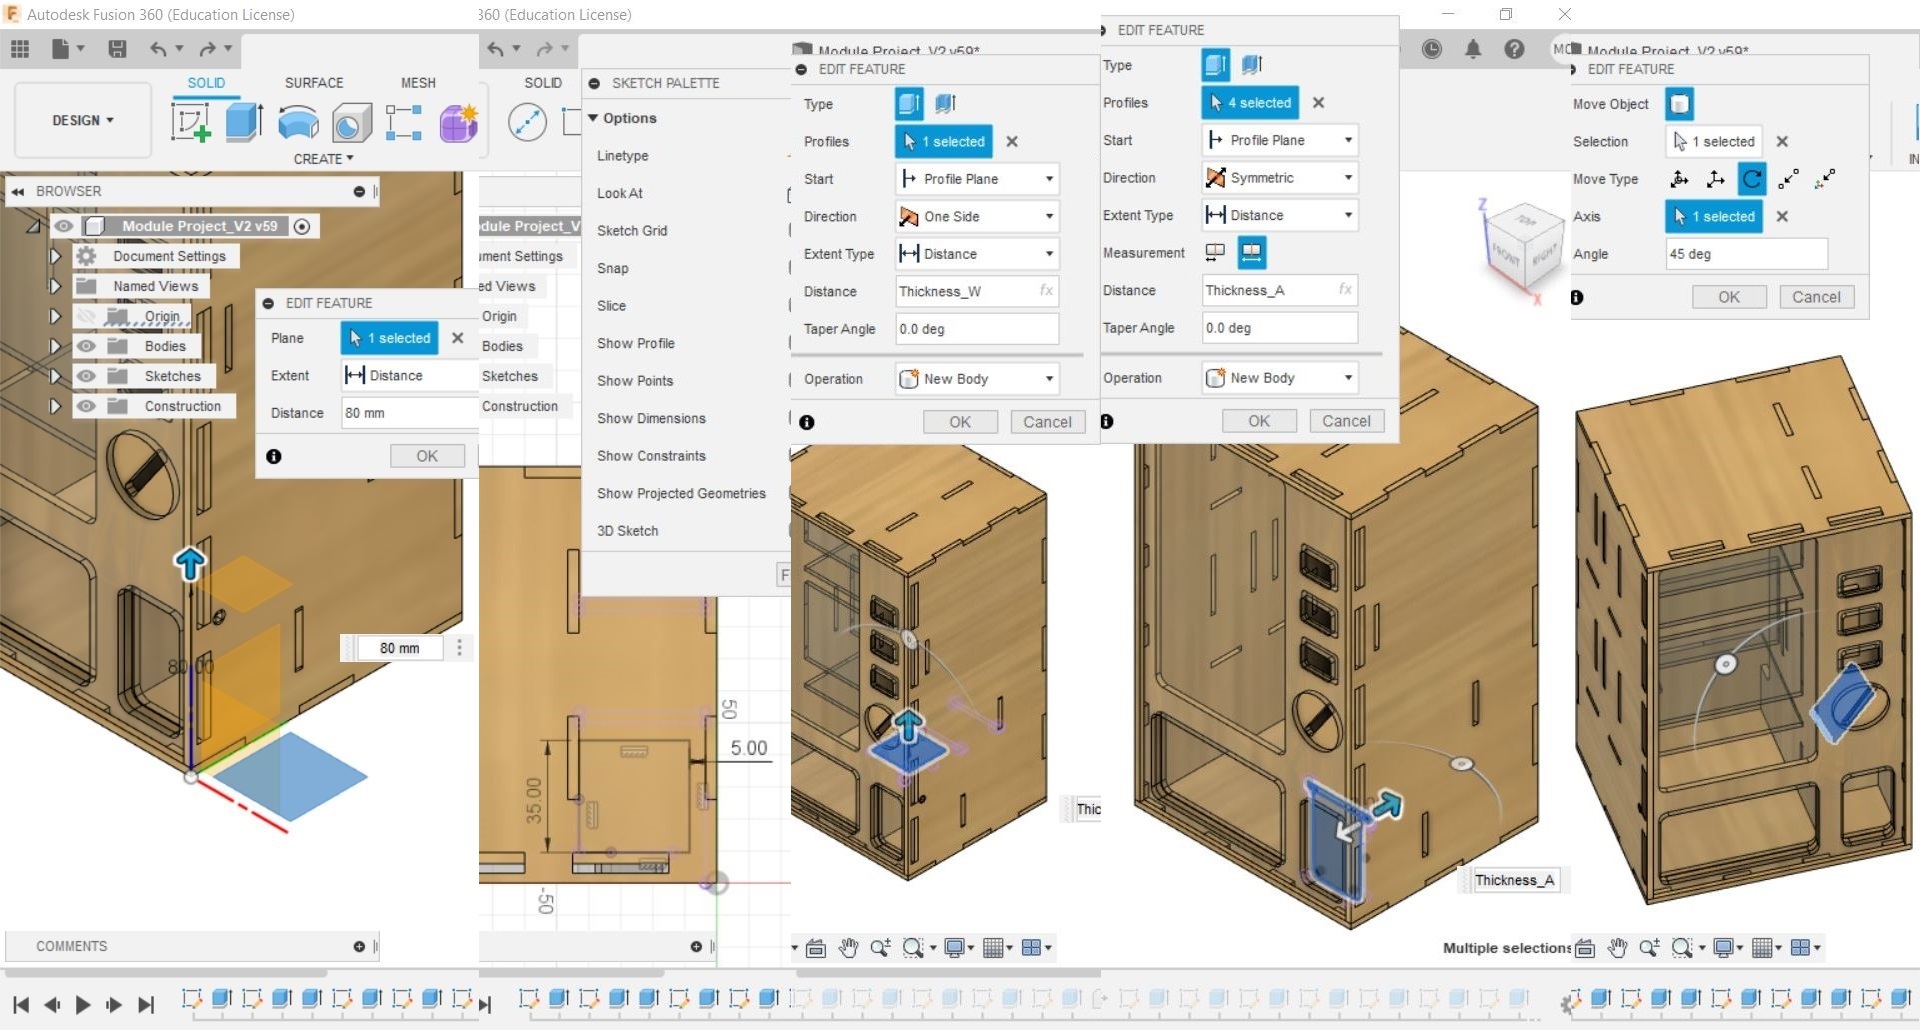 Autodesk Fusion 360 (Education License)
SOLID
SURFACE
MESH
DESIGN
CREATE
BROWSER
Module Project_V2 v59
Document Settings
Named Views
Origin
Bodies
Sketches
Construction
EDIT FEATURE
Plane
1 selected
Extent
Distance
Distance
80 mm
OK
80 mm
80.00
COMMENTS
360 (Education License)
SOLID
SKETCH PALETTE
Options
Linetype
Look At
Sketch Grid
Snap
Slice
Show Profile
Show Points
Show Dimensions
Show Constraints
Show Projected Geometries
3D Sketch
F
dule Project_V
ment Settings
ed Views
Origin
Bodies
Sketches
Construction
50
5.00
35.00
-50
Module Project_V2 v59*
EDIT FEATURE
Type
Profiles
1 selected
Start
Profile Plane
Direction
One Side
Extent Type
Distance
Distance
Thickness_W
fx
Taper Angle
0.0 deg
Operation
New Body
OK
Cancel
Thic
EDIT FEATURE
Type
Profiles
4 selected
Start
Profile Plane
Direction
Symmetric
Extent Type
Distance
Measurement
Distance
Thickness_A
fx
Taper Angle
0.0 deg
Operation
New Body
OK
Cancel
Thickness_A
Multiple selections
MO
Z
TOP
FRONT
RIGHT
X
Module Project_V2 v59*
EDIT FEATURE
Move Object
Selection
1 selected
Move Type
Axis
1 selected
Angle
45 deg
OK
Cancel
IN